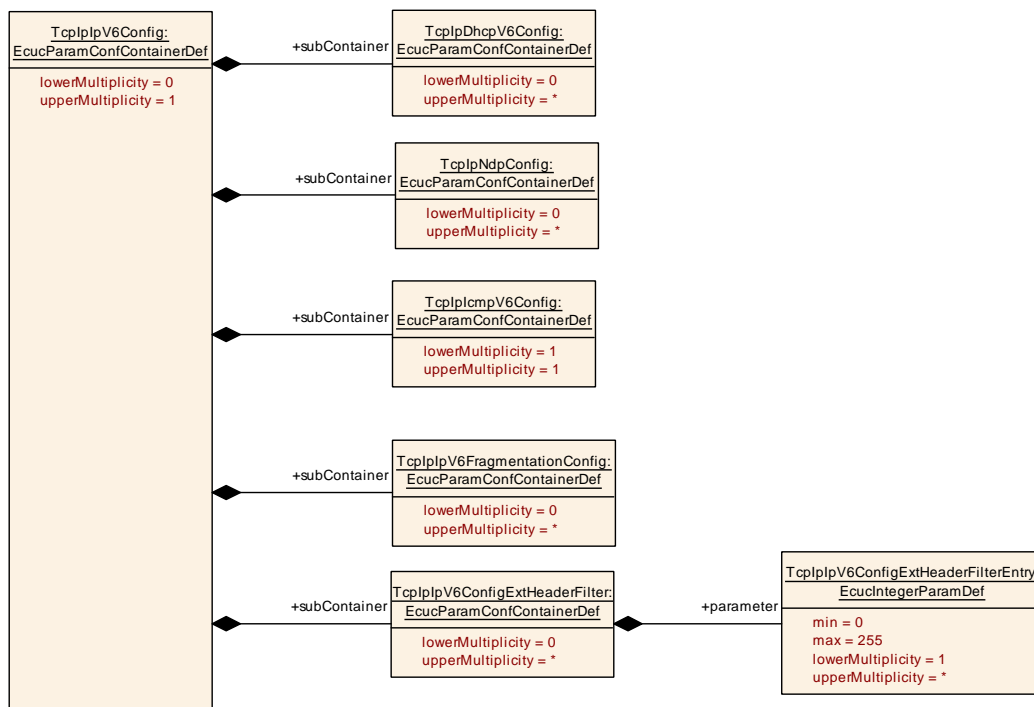 TcpIpIpV6Config:
EcucParamConfContainerDef
lowerMultiplicity = 0
upperMultiplicity = 1
+subContainer
TcpIpDhcpV6Config:
EcucParamConfContainerDef
lowerMultiplicity = 0
upperMultiplicity = *
+subContainer
TcpIpNdpConfig:
EcucParamConfContainerDef
lowerMultiplicity = 0
upperMultiplicity = *
+subContainer
TcpIpIcmpV6Config:
EcucParamConfContainerDef
lowerMultiplicity = 1
upperMultiplicity = 1
+subContainer
TcpIpIpV6FragmentationConfig:
EcucParamConfContainerDef
lowerMultiplicity = 0
upperMultiplicity = *
+subContainer
TcpIpIpV6ConfigExtHeaderFilter:
EcucParamConfContainerDef
lowerMultiplicity = 0
upperMultiplicity = *
+parameter
TcpIpIpV6ConfigExtHeaderFilterEntry:
EcucIntegerParamDef
min = 0
max = 255
lowerMultiplicity = 1
upperMultiplicity = *